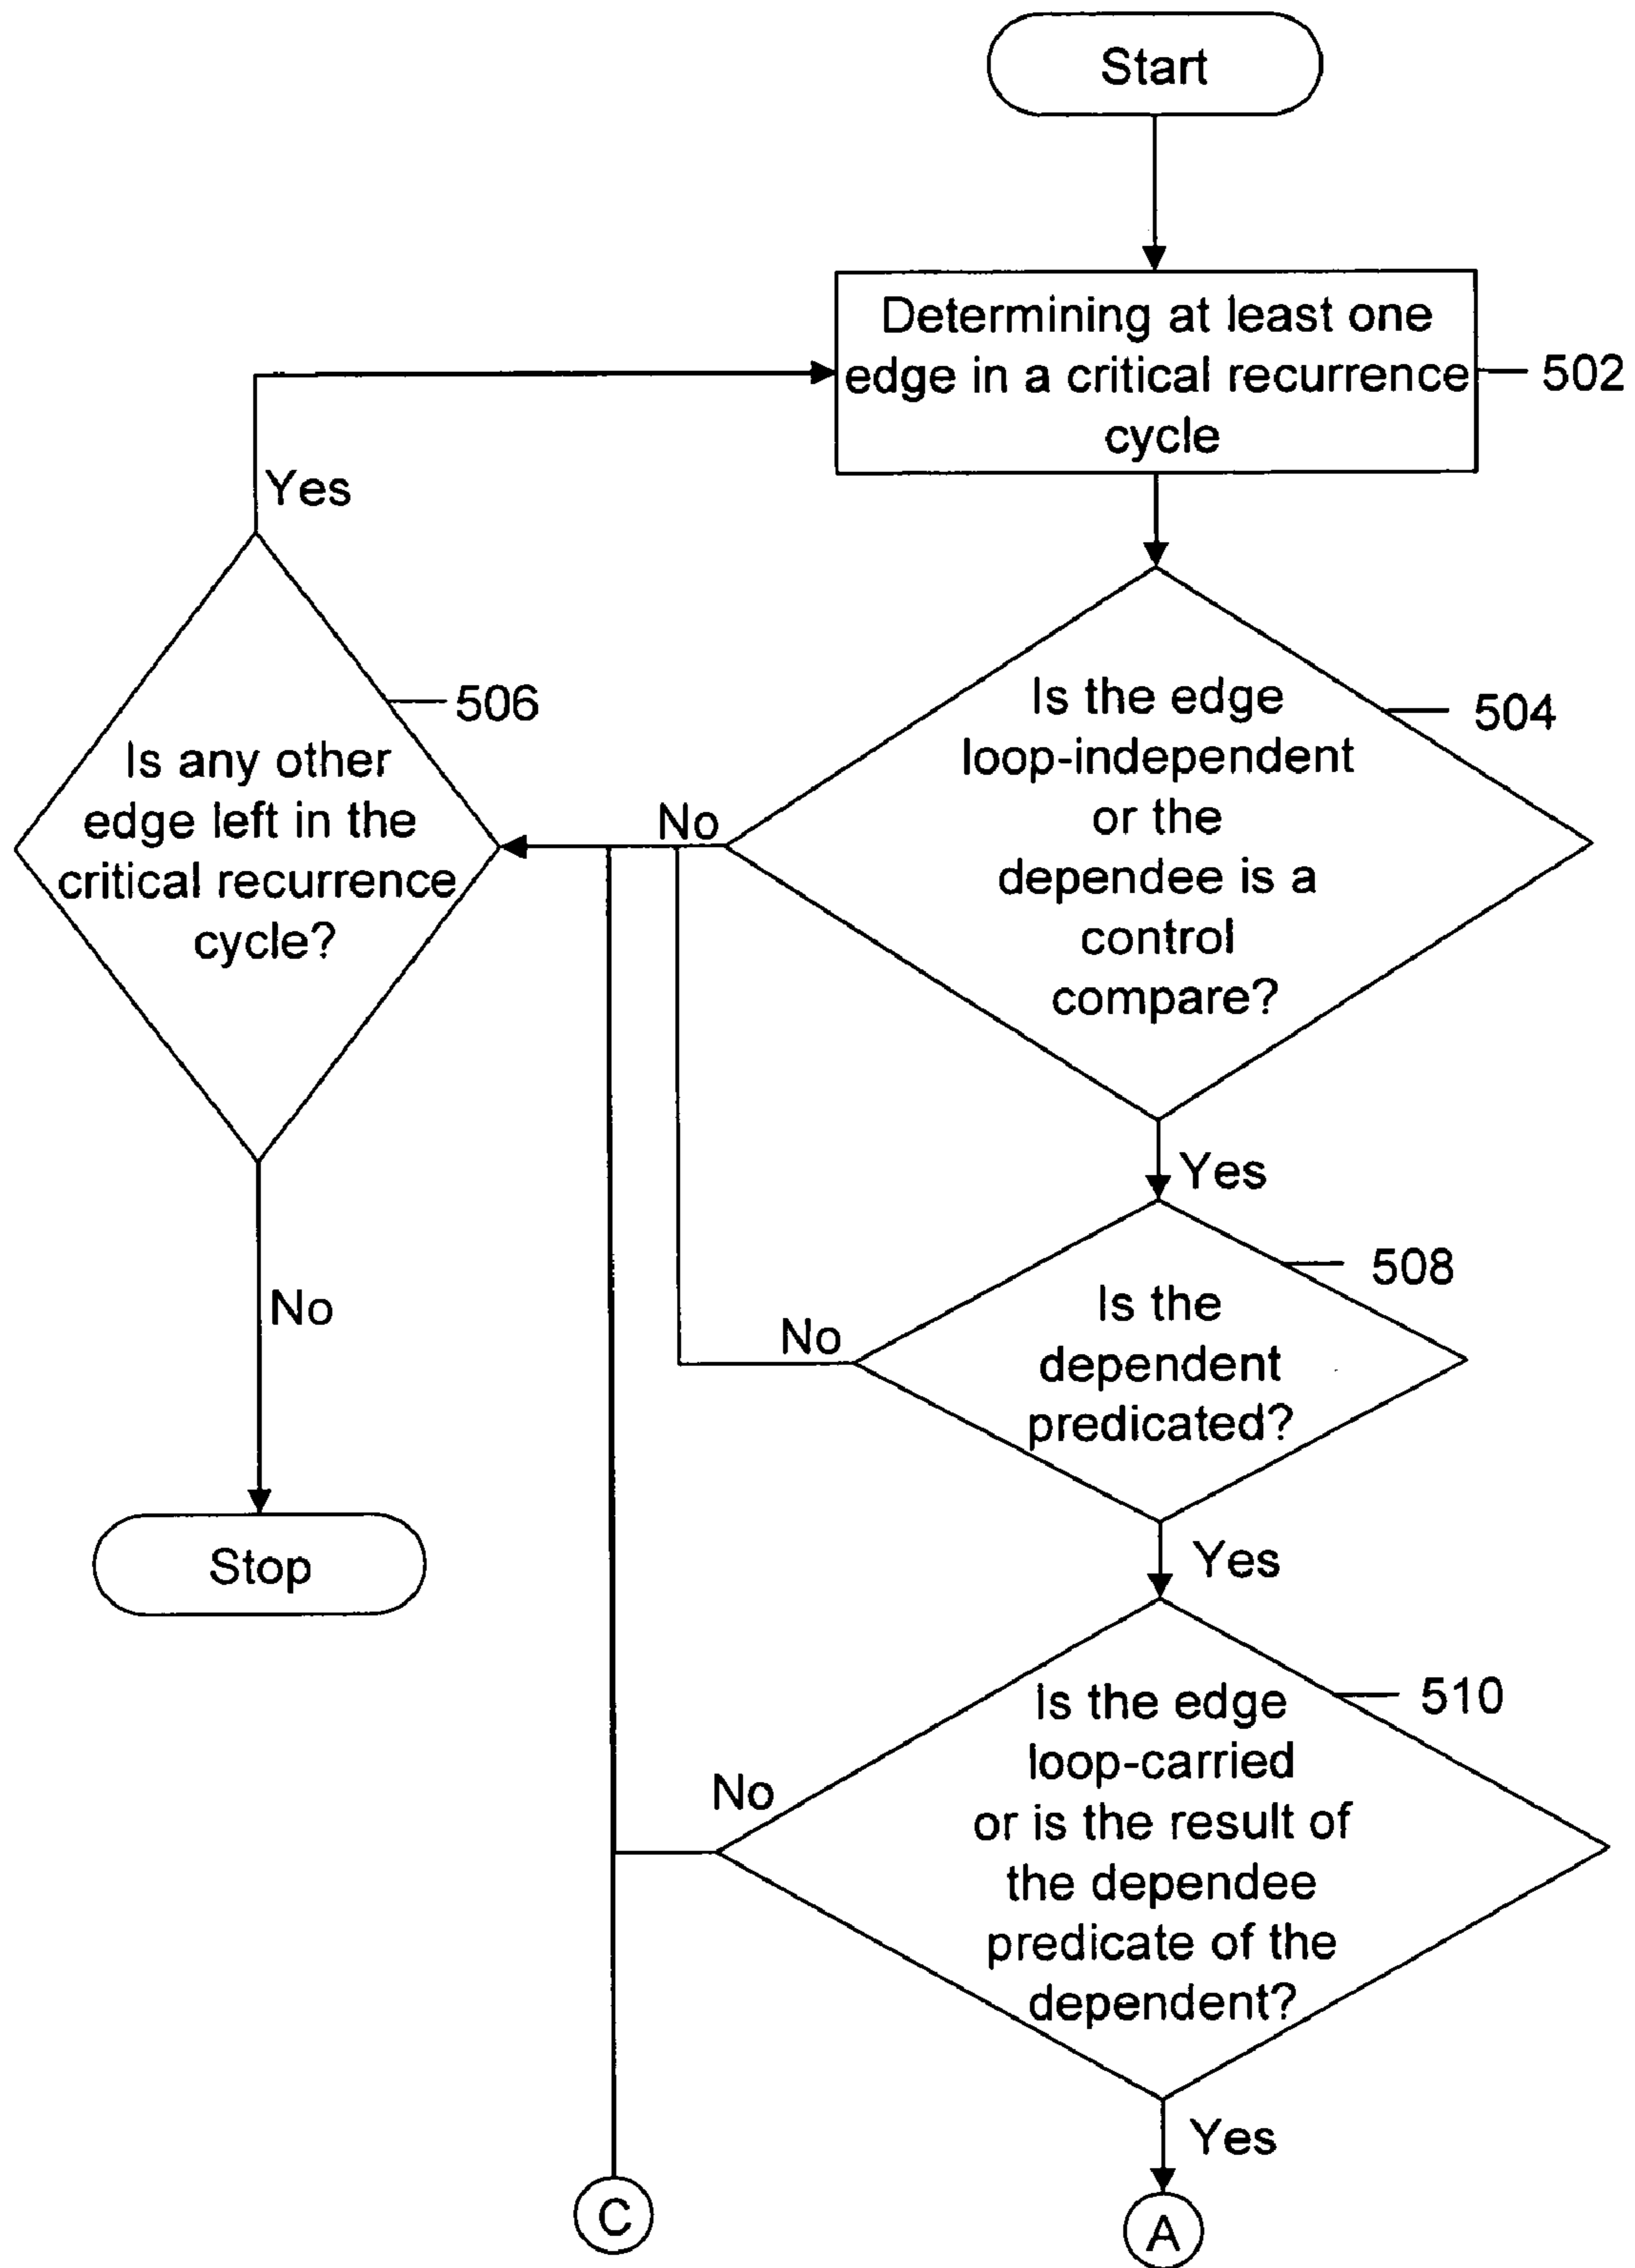 Start
Determining at least one
edge in a critical recurrence
cycle
502
Yes
506
Is any other
edge left in the
critical recurrence
cycle?
No
Stop
Is the edge
loop-independent
or the
dependee is a
control
compare?
504
No
Yes
508
Is the
dependent
predicated?
No
Yes
510
Is the edge
loop-carried
or is the result of
the dependee
predicate of the
dependent?
No
Yes
C
A